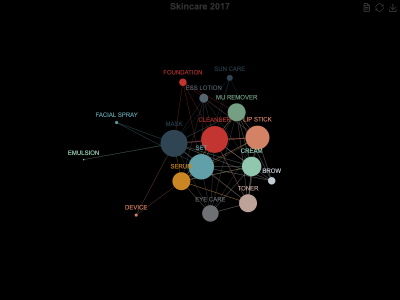 Skincare 2017
SUN CARE
FOUNDATION
ESS LOTION
MU REMOVER
FACIAL SPRAY
MASK
CLEANSER
LIP STICK
SET
CREAM
EMULSION
SERUM
BROW
TONER
EYE CARE
DEVICE